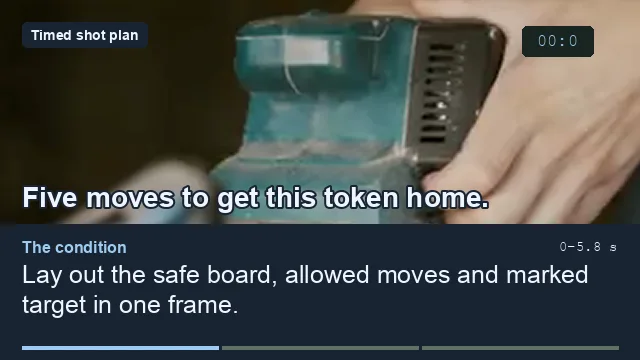 Timed shot plan
00:0
Five moves to get this token home.
The condition
0–5.8 s
Lay out the safe board, allowed moves and marked
target in one frame.